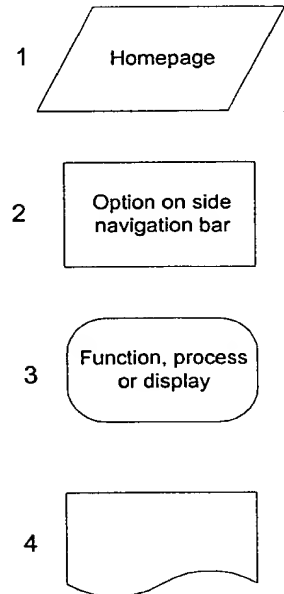 1
Homepage
2
Option on side
navigation bar
3
Function, process
or display
4